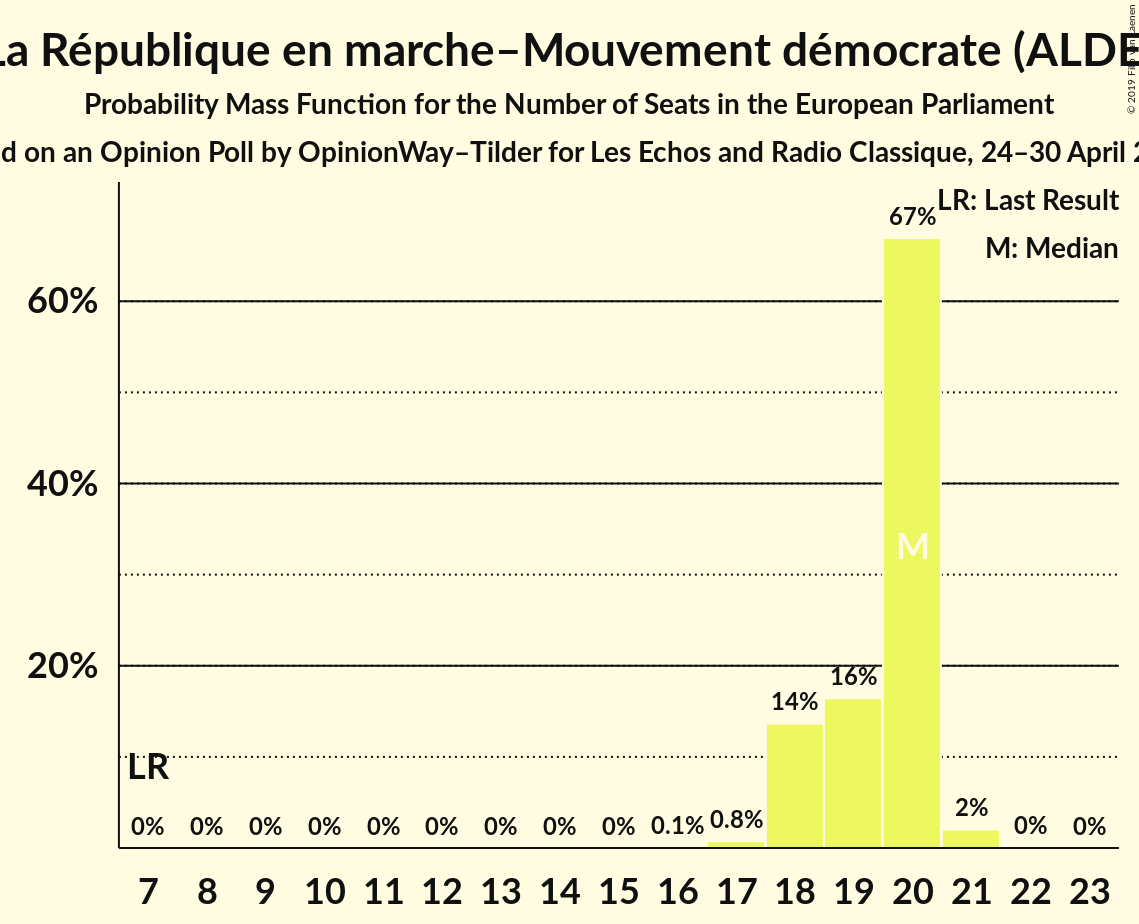 La République en marche–Mouvement démocrate (ALDE
Probability Mass Function for the Number of Seats in the European Parliament
d on an Opinion Poll by OpinionWay–Tilder for Les Echos and Radio Classique, 24–30 April 2
© 2019
LR: Last Result
M: Median
67%
60%
40%
M
20%
16%
14%
LR
0% 0% 0% 0% 0% 0% 0% 0% 0% 0.1% 0.8% 2% 0% 0%
7 8 9 10 11 12 13 14 15 16 17 18 19 20 21 22 23